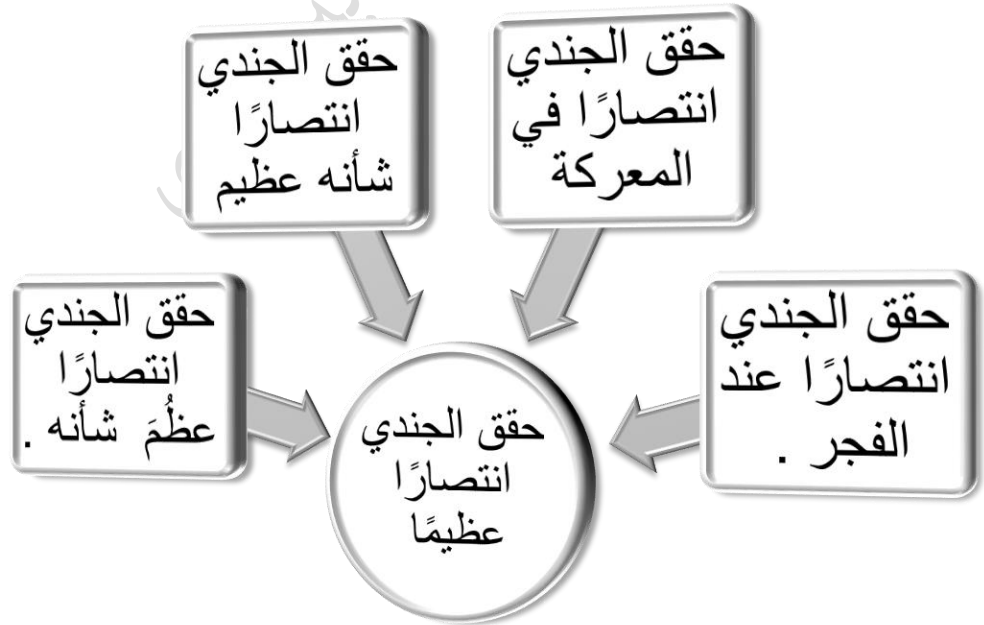 حقق الجندي
انتصارًا في
المعركة
حقق الجندي
انتصارًا
شأنه عظيم
حقق الجندي
انتصارًا عند
الفجر .
حقق الجندي
انتصارًا
عظُمَ شأنه .
حقق الجندي
انتصارًا
عظيمًا